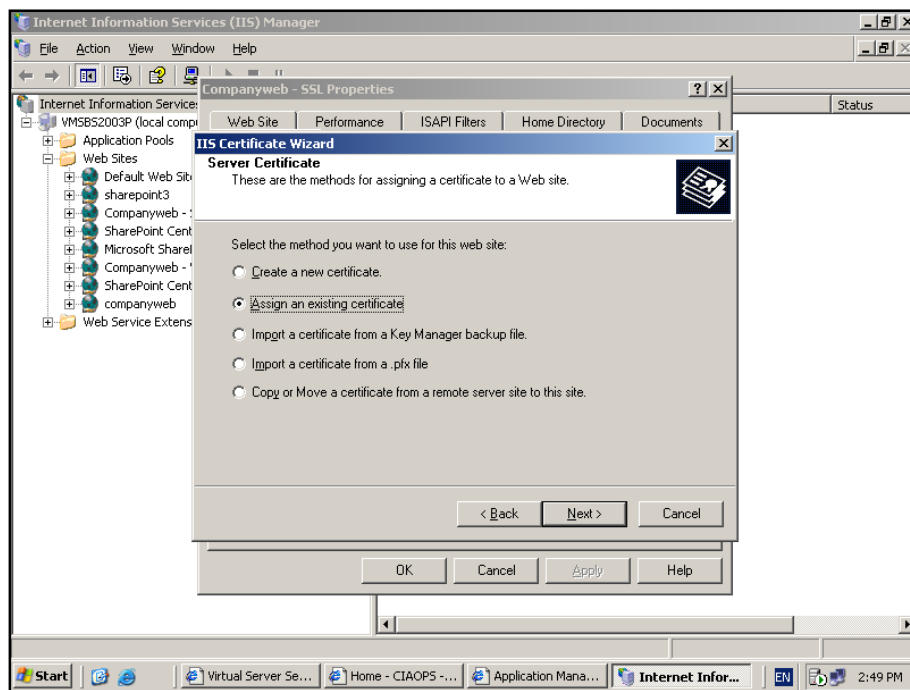 Internet Information Services (IIS) Manager
File Action View Window Help
Companyweb - SSL Properties
Internet Information Service
Status
VMSBS2003P (local comp
Web Site Performance ISAPI Filters Home Directory Documents
Application Pools
IIS Certificate Wizard
Web Sites
Server Certificate
These are the methods for assigning a certificate to a Web site.
Default Web Sit
sharepoint3
Companyweb -
SharePoint Cent
Microsoft Share
Companyweb - '
SharePoint Cent
companyweb
Web Service Extens
Select the method you want to use for this web site:
Create a new certificate.
Assign an existing certificate
Import a certificate from a Key Manager backup file.
Import a certificate from a .pfx file
Copy or Move a certificate from a remote server site to this site.
< Back Next > Cancel
OK Cancel Apply Help
Start Virtual Server Se... Home - CIAOPS -... Application Mana... Internet Infor... EN 2:49 PM